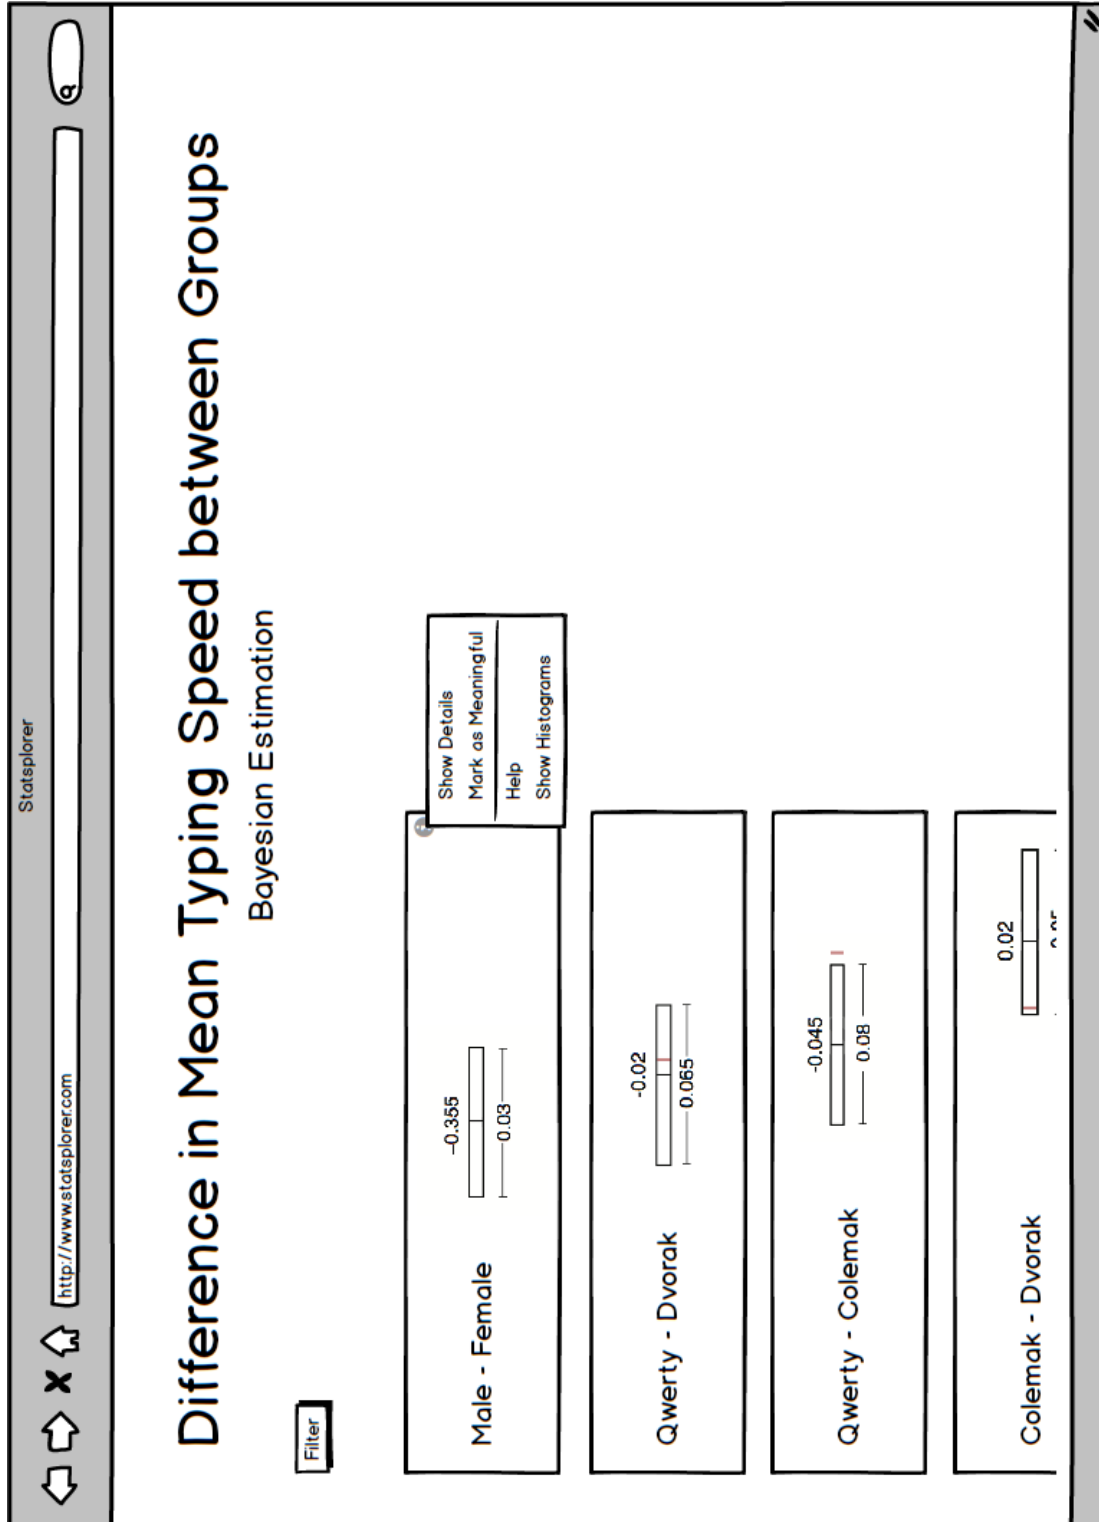 Statsplorer
http://www.statsplorer.com
Difference in Mean Typing Speed between Groups
Bayesian Estimation
Filter
Show Details
Mark as Meaningful
Help
Show Histograms
Male - Female
-0.355
0.03
Qwerty - Dvorak
-0.02
0.065
Qwerty - Colemak
-0.045
0.08
Colemak - Dvorak
0.02